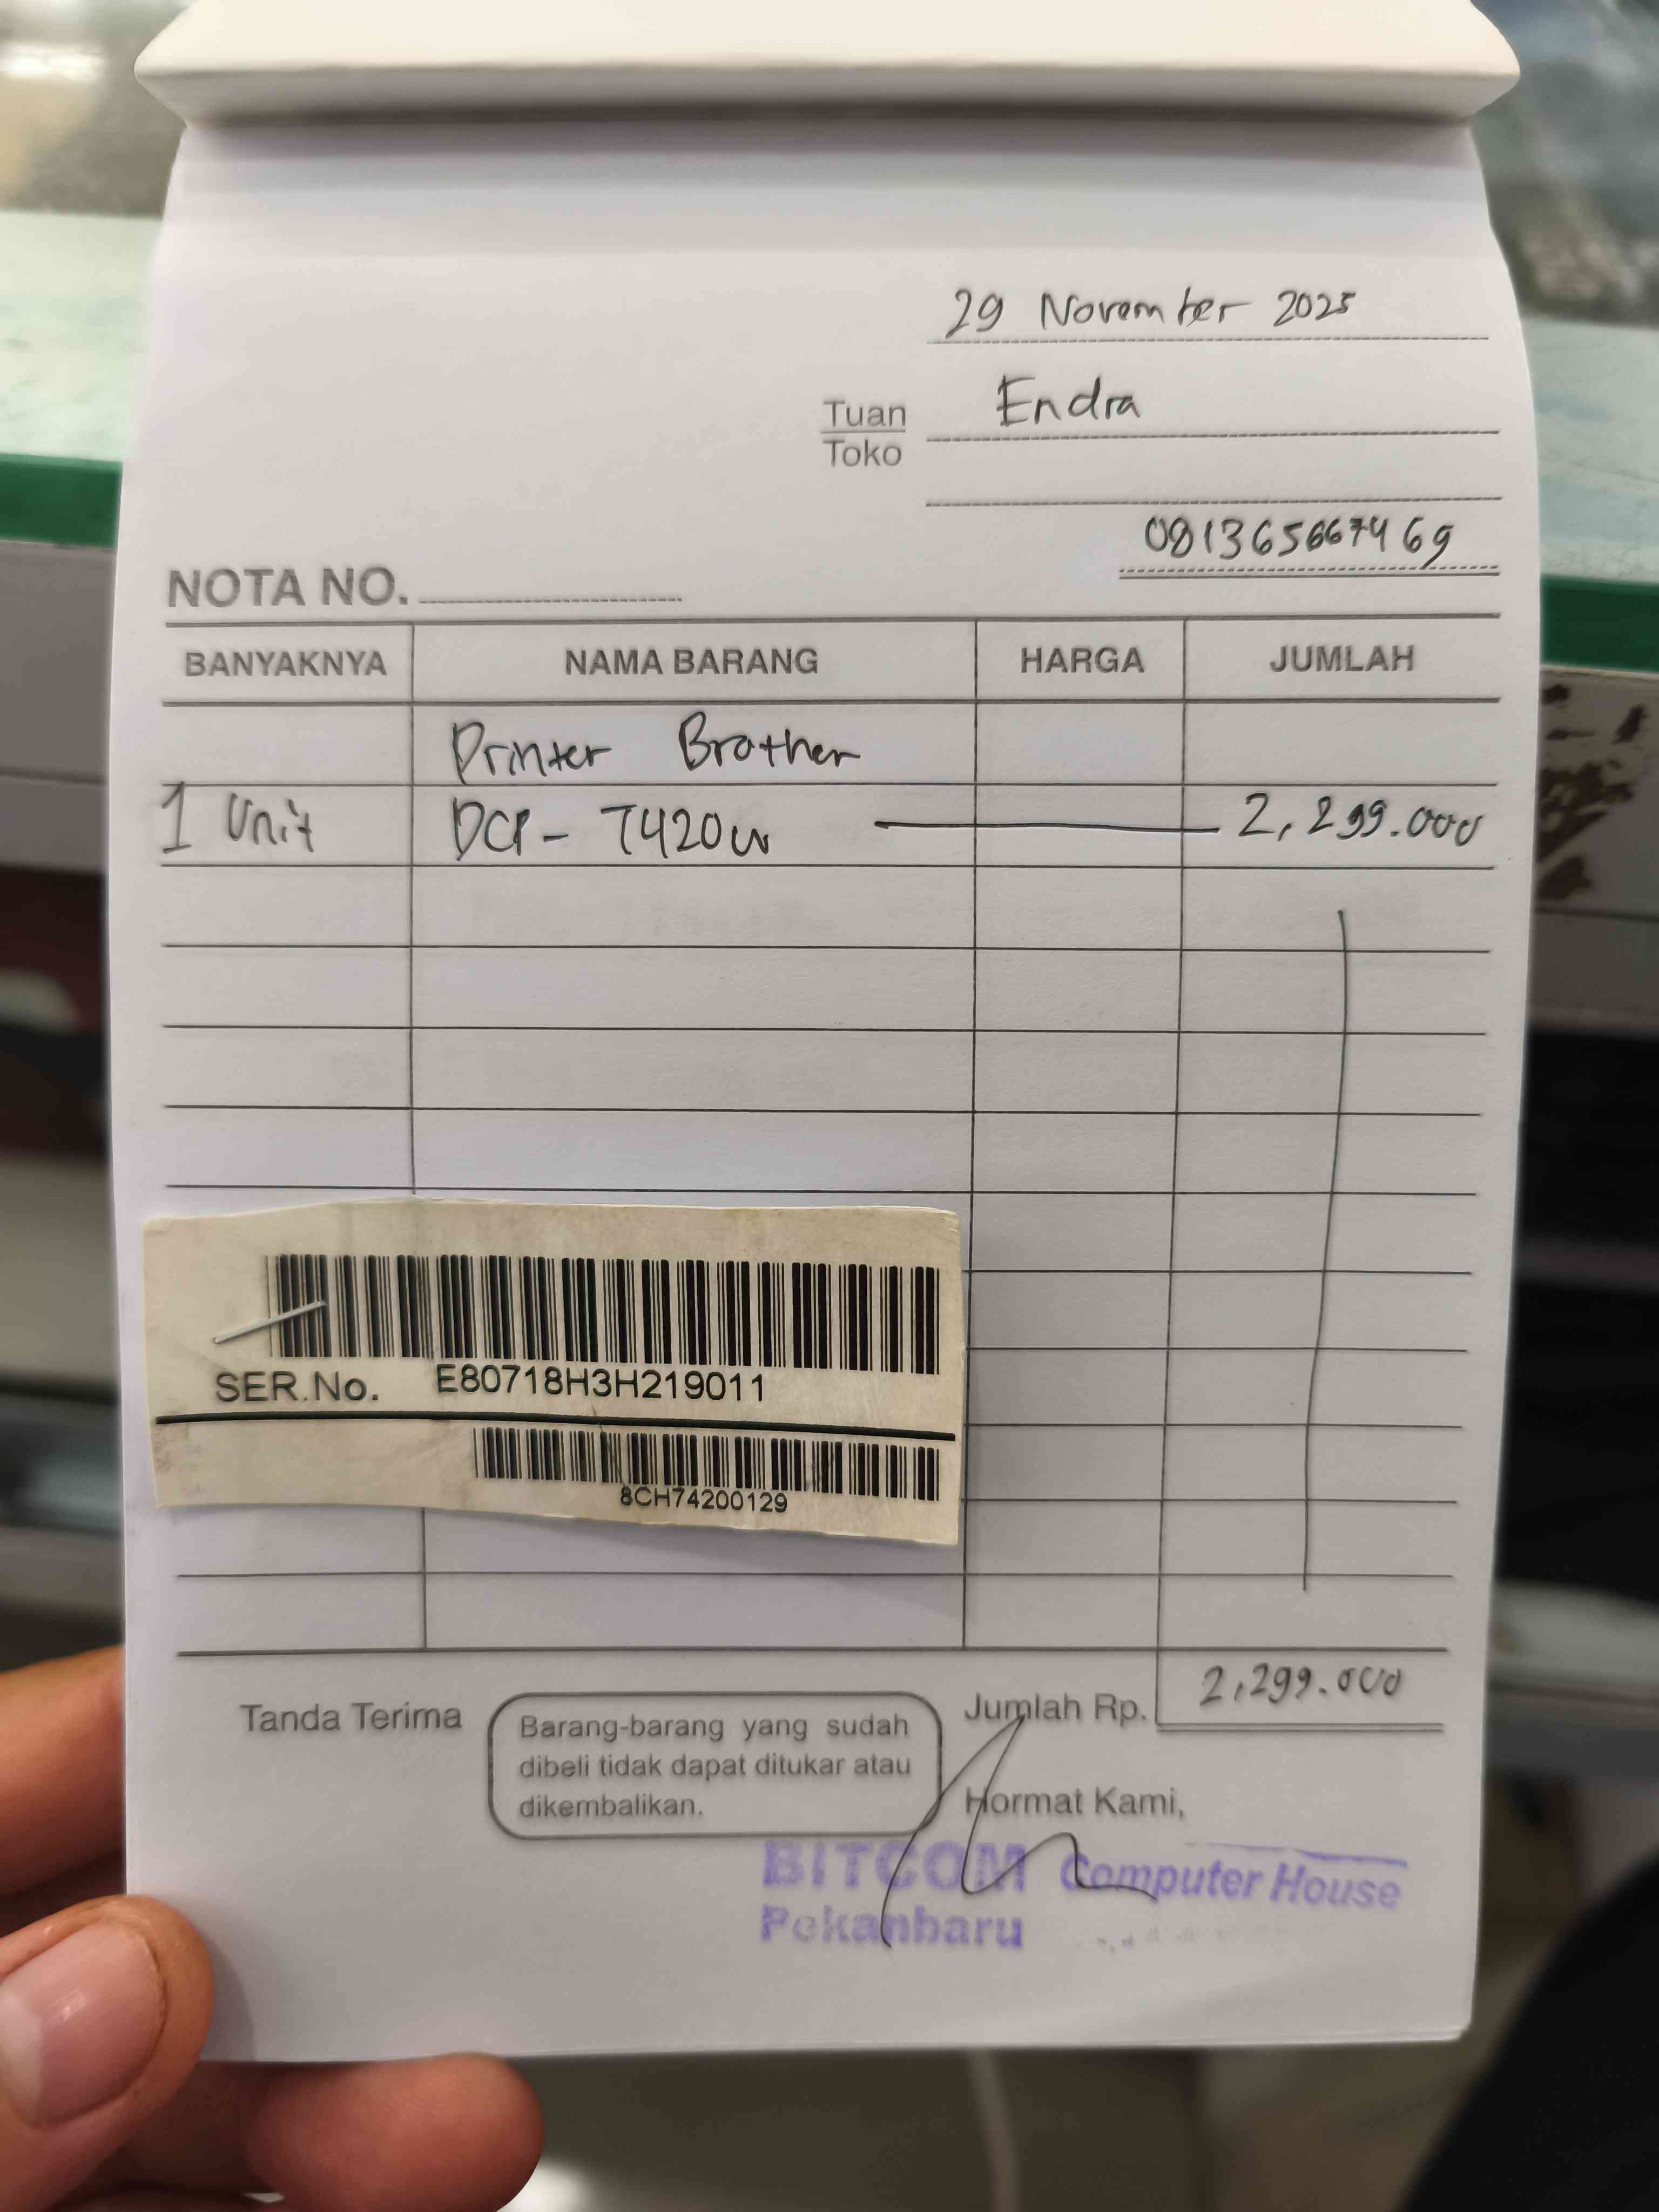 29 November 2025
Tuan Endra
Toko
081365667469
NOTA NO.
BANYAKNYA NAMA BARANG HARGA JUMLAH
Printer Brother
1 Unit DCP- T420w 2,299.000
SER.No. E80718H3H219011
8CH74200129
Jumlah Rp. 2,299.000
Tanda Terima
Barang-barang yang sudah
dibeli tidak dapat ditukar atau
dikembalikan.
Hormat Kami,
BITCOM Computer House
Pekanbaru